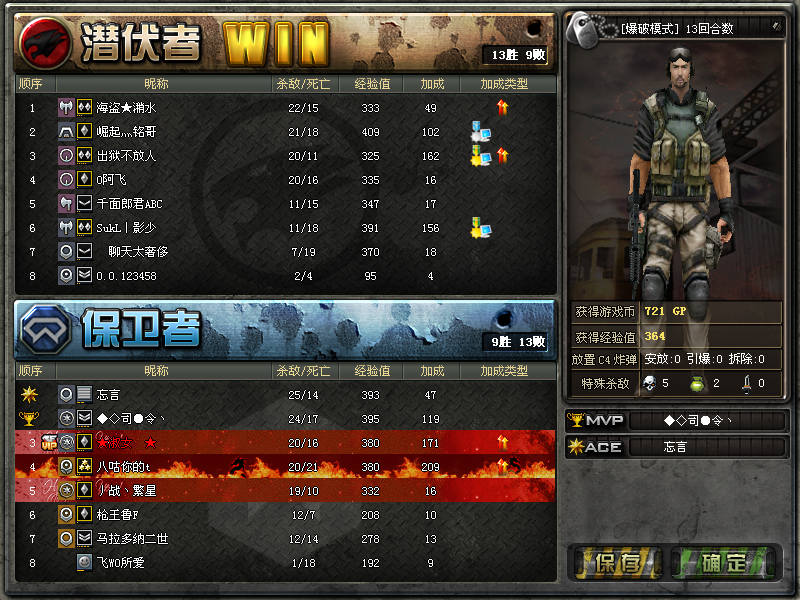 潜伏者 WIN
13胜 9败
顺序 昵称 杀敌/死亡 经验值 加成 加成类型
1 海盗★潲水 22/15 333 49
2 崛起灬铭哥 21/18 409 102
3 出狱不放人 20/11 325 162
4 0阿飞 20/16 335 16
5 千面郎君ABC 11/15 347 17
6 SukL丨影少 11/18 391 156
7 聊天太奢侈 7/19 370 18
8 0.0.123458 2/4 95 4
保卫者
9胜 13败
顺序 昵称 杀敌/死亡 经验值 加成 加成类型
忘言 25/14 393 47
◆◇司●令丶 24/17 395 119
3 VIP 20/16 380 171
4 八咕你的t 20/21 380 209
5 战丶繁星 19/10 332 16
6 枪王鲁F 12/7 208 10
7 马拉多纳二世 12/14 278 13
8 飞WO所爱 1/18 192 9
[爆破模式] 13回合数
获得游戏币 721 GP
获得经验值 364
放置C4炸弹 安放:0 引爆:0 拆除:0
特殊杀敌 5 2 0
MVP ◆◇司●令丶
ACE 忘言
保存 确定